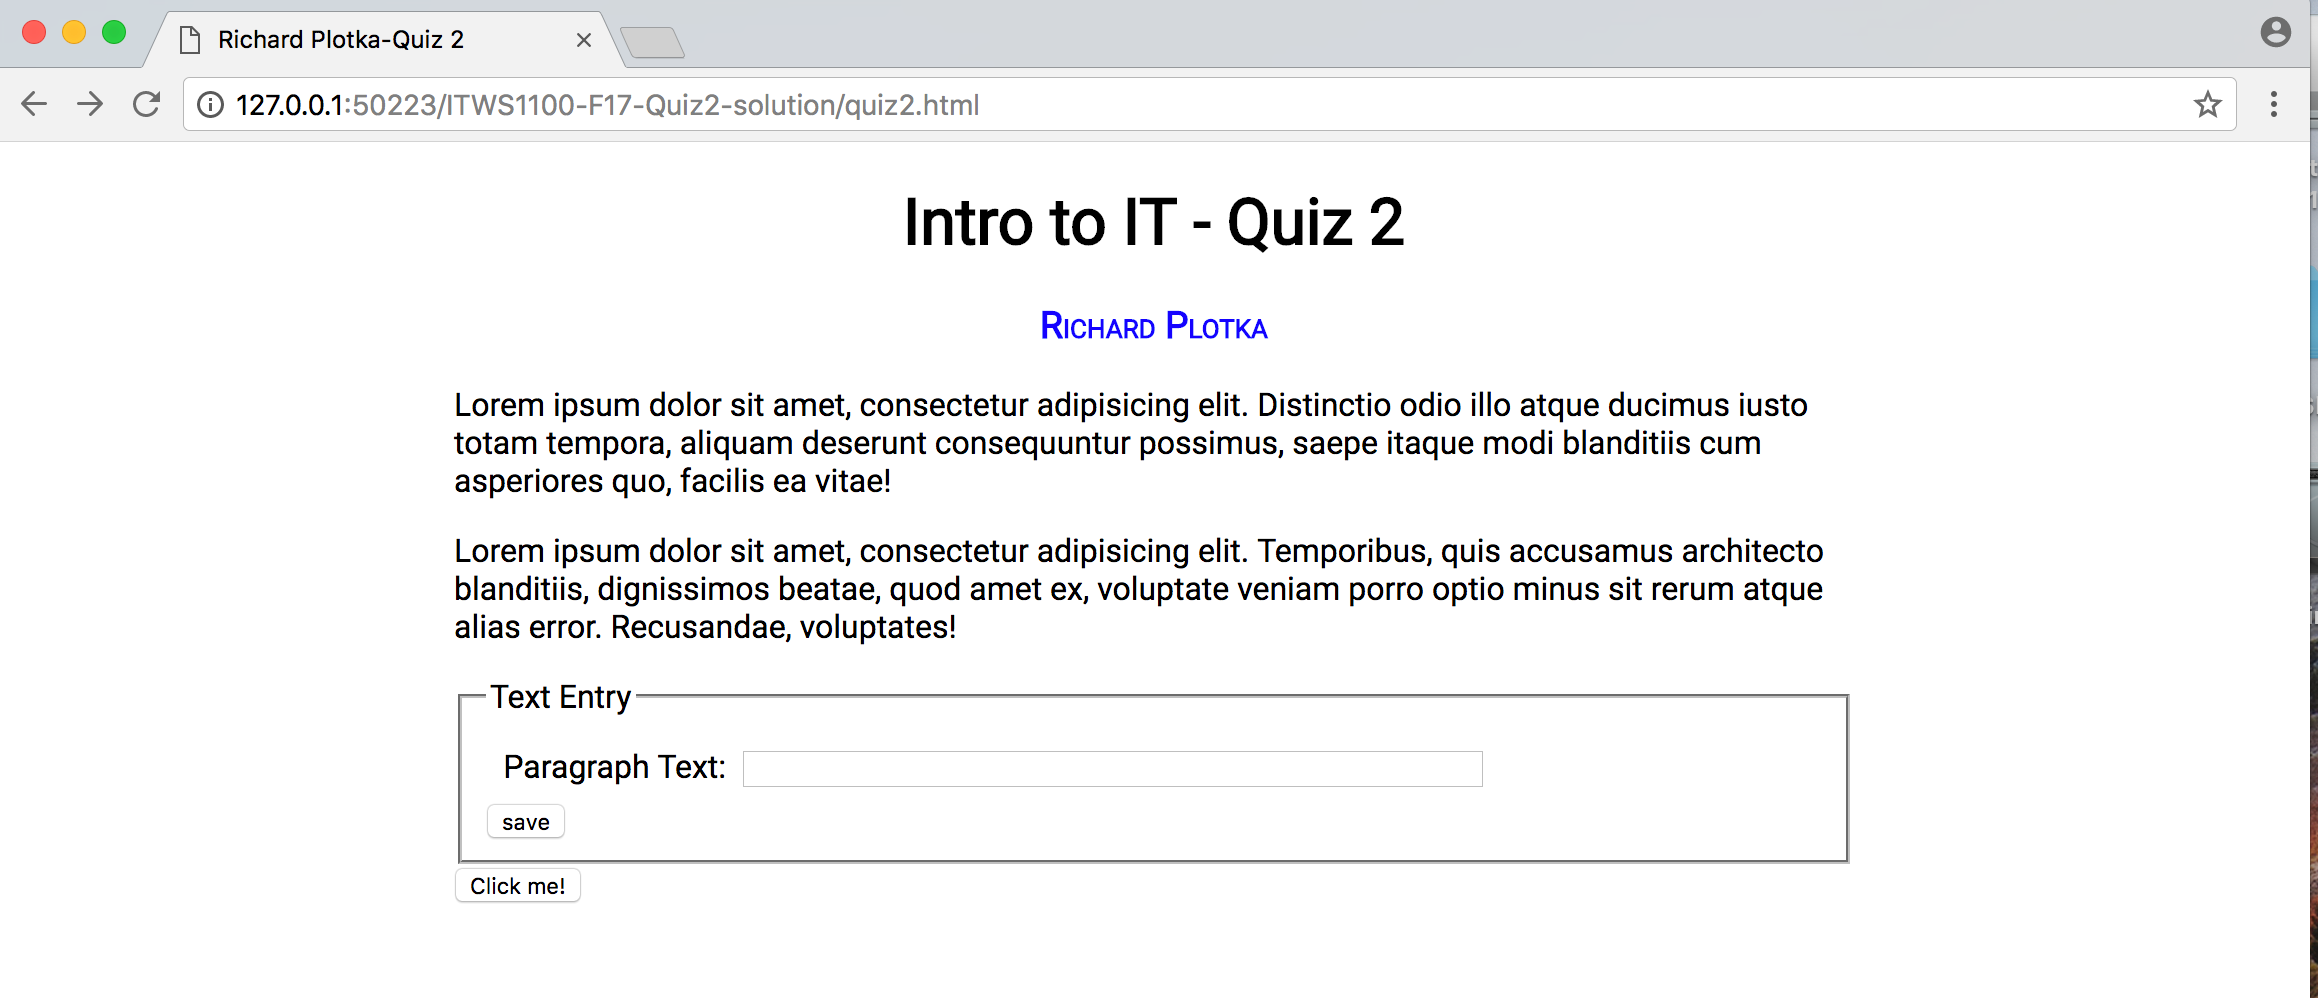 Richard Plotka-Quiz 2
127.0.0.1:50223/ITWS1100-F17-Quiz2-solution/quiz2.html
Intro to IT - Quiz 2
Richard Plotka
Lorem ipsum dolor sit amet, consectetur adipisicing elit. Distinctio odio illo atque ducimus iusto
totam tempora, aliquam deserunt consequuntur possimus, saepe itaque modi blanditiis cum
asperiores quo, facilis ea vitae!
Lorem ipsum dolor sit amet, consectetur adipisicing elit. Temporibus, quis accusamus architecto
blanditiis, dignissimos beatae, quod amet ex, voluptate veniam porro optio minus sit rerum atque
alias error. Recusandae, voluptates!
Text Entry
Paragraph Text:
save
Click me!